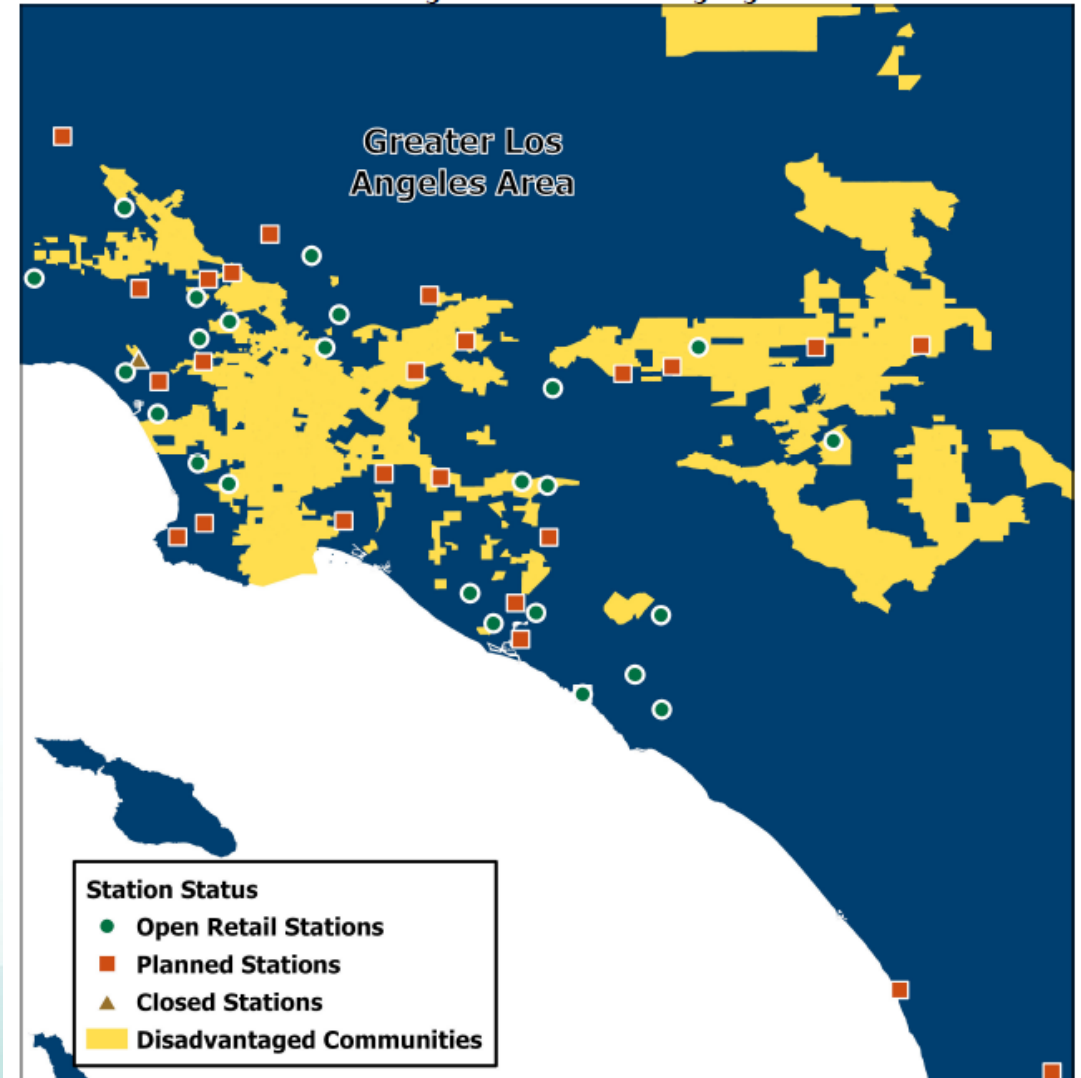 Greater Los
Angeles Area
Station Status
Open Retail Stations
Planned Stations
Closed Stations
Disadvantaged Communities